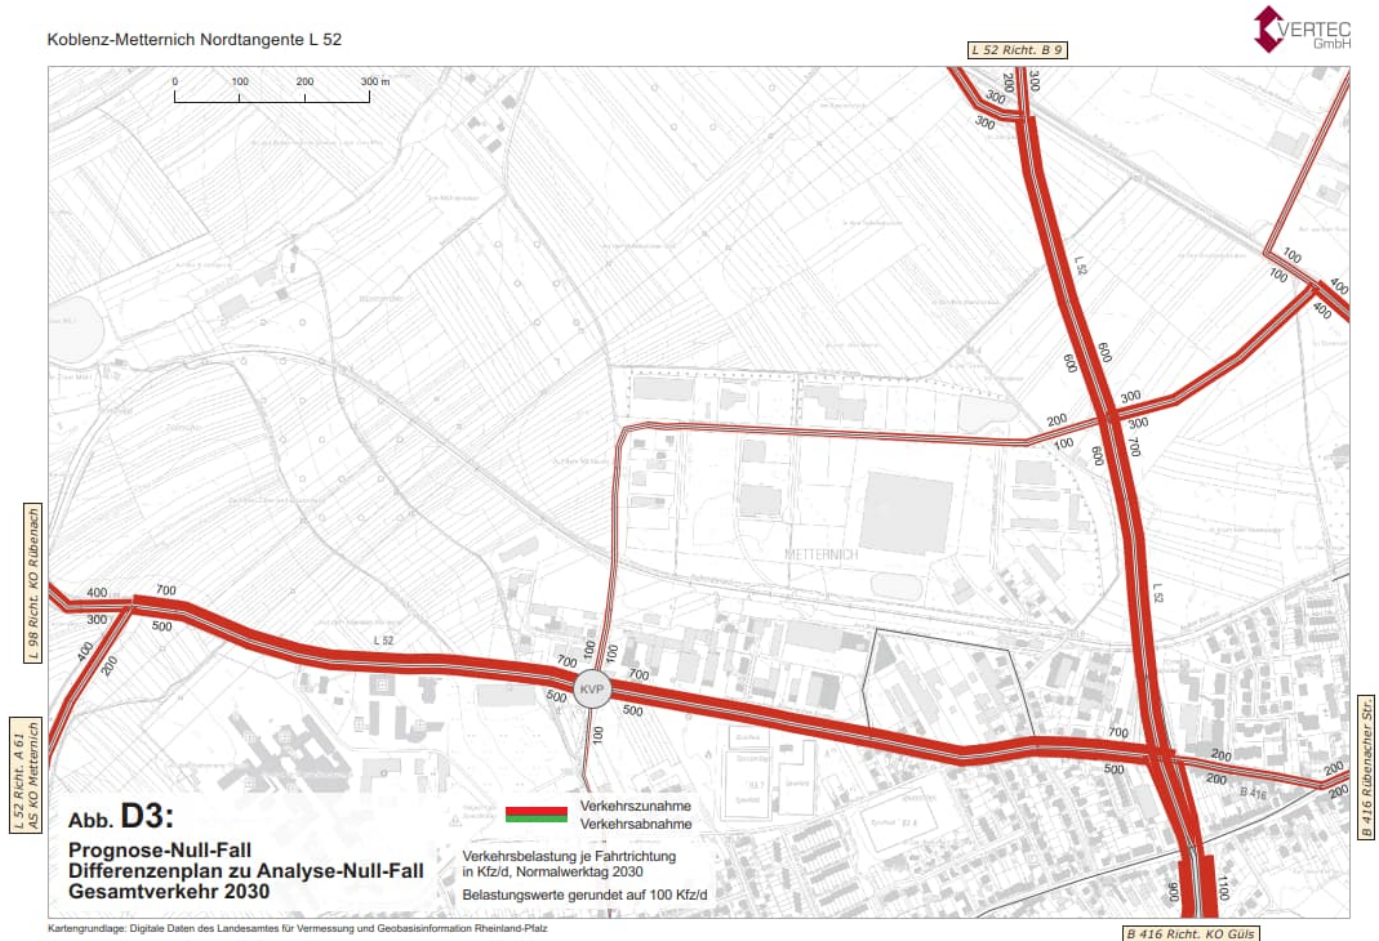 Koblenz-Metternich Nordtangente L 52
VERTEC
GmbH
L 52 Richt. B 9
0 100 200 300 m
200
300
300
300
L 52
100
100
400
400
600
600
300
300
200
100
600
700
METTERNICH
L 98 Richt. KO Rübenach
400
300
700
500
L 52
400
200
L 52
700
500
100
100
700
500
KVP
100
700
500
200
200
B 416
200
200
L 52 Richt. A 61
AS KO Metternich
B 416 Rübenacher Str.
Abb. D3:
Prognose-Null-Fall
Differenzenplan zu Analyse-Null-Fall
Gesamtverkehr 2030
Verkehrszunahme
Verkehrsabnahme
Verkehrsbelastung je Fahrtrichtung
in Kfz/d, Normalwerktag 2030
Belastungswerte gerundet auf 100 Kfz/d
900
1100
Kartengrundlage: Digitale Daten des Landesamtes für Vermessung und Geobasisinformation Rheinland-Pfalz
B 416 Richt. KO Güls